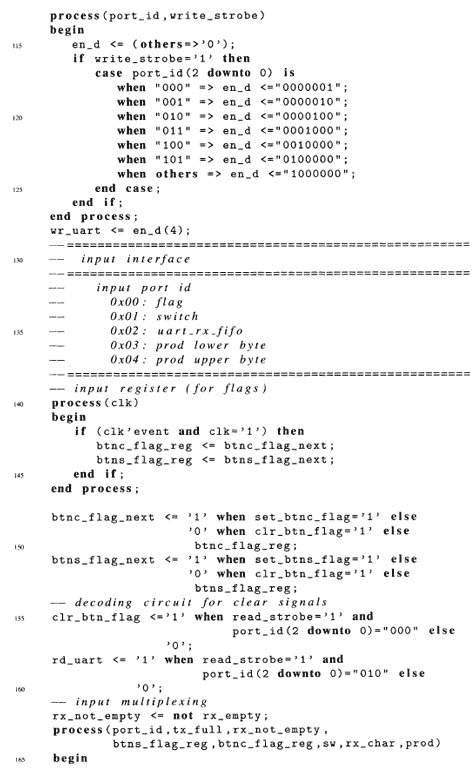 process(port_id,write_strobe)
begin
115 en_d <= (others=>'0');
if write_strobe='1' then
case port_id(2 downto 0) is
when "000" => en_d <="0000001";
when "001" => en_d <="0000010";
120 when "010" => en_d <="0000100";
when "011" => en_d <="0001000";
when "100" => en_d <="0010000";
when "101" => en_d <="0100000";
when others => en_d <="1000000";
125 end case;
end if;
end process;
wr_uart <= en_d(4);
--===================================================
130 -- input interface
--===================================================
-- input port id
-- 0x00: flag
-- 0x01: switch
135 -- 0x02: uart_rx_fifo
-- 0x03: prod lower byte
-- 0x04: prod upper byte
--===================================================
-- input register (for flags)
140 process(clk)
begin
if (clk'event and clk='1') then
btnc_flag_reg <= btnc_flag_next;
btns_flag_reg <= btns_flag_next;
145 end if;
end process;
btnc_flag_next <= '1' when set_btnc_flag='1' else
'0' when clr_btn_flag='1' else
150 btnc_flag_reg;
btns_flag_next <= '1' when set_btns_flag='1' else
'0' when clr_btn_flag='1' else
btns_flag_reg;
-- decoding circuit for clear signals
155 clr_btn_flag <='1' when read_strobe='1' and
port_id(2 downto 0)="000" else
'0';
rd_uart <= '1' when read_strobe='1' and
port_id(2 downto 0)="010" else
160 '0';
-- input multiplexing
rx_not_empty <= not rx_empty;
process(port_id,tx_full,rx_not_empty,
btns_flag_reg,btnc_flag_reg,sw,rx_char,prod)
165 begin